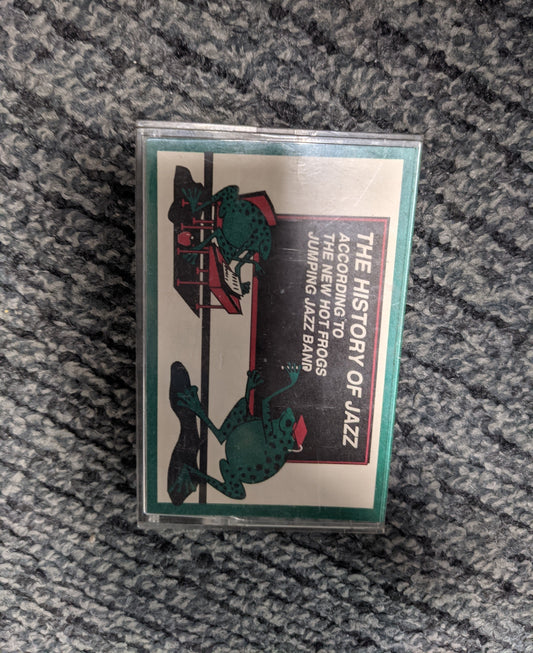 THE HISTORY OF JAZZ
ACCORDING TO
THE NEW HOT FROGS
JUMPING JAZZ BAND